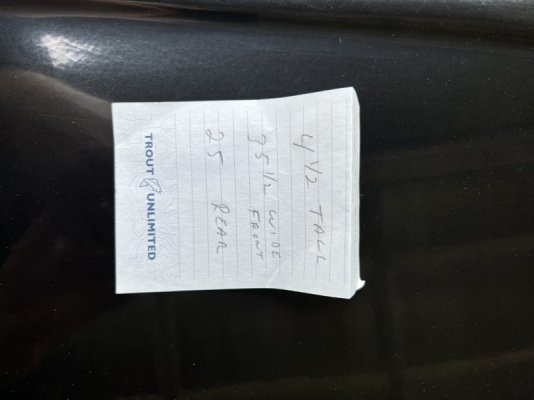 4 1/2 TALL
35 1/2 WIDE
FRONT
25 REAR
TROUT UNLIMITED